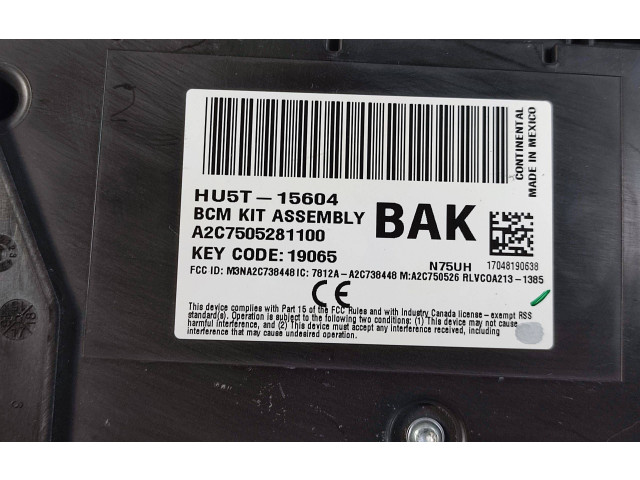 CONTINENTAL
MADE IN MEXICO
HU5T-15604
BCM KIT ASSEMBLY
BAK
A2C7505281100
KEY CODE: 19065
N75UH 17048190638
FCC ID: M3NA2C738448 IC: 7812A-A2C738448 M:A2C750526 RLVCOA213-1385
CE
This device complies with Part 15 of the FCC Rules and with Industry Canada license - exempt RSS
standard(s). Operation is subject to the following two conditions: (1) This device may not cause
harmful interference, and (2) This device must accept any interference received, including
interference that may cause undesired operation.